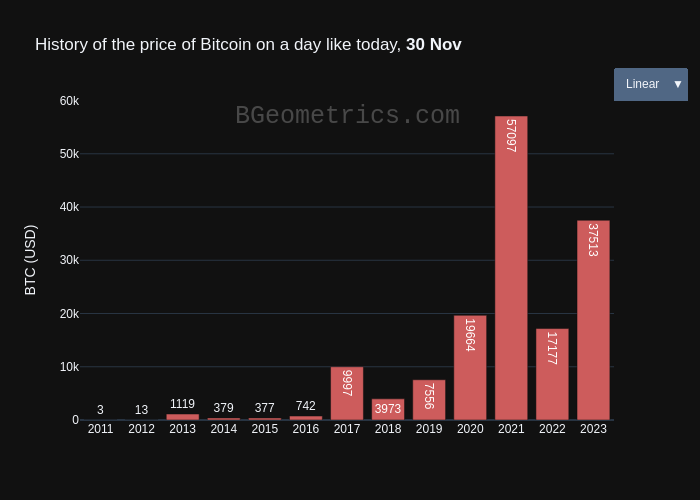 History of the price of Bitcoin on a day like today, 30 Nov
Linear ▼
BGeometrics.com
BTC (USD)
60k
50k
40k
30k
20k
10k
0
3
13
1119
379
377
742
9997
3973
7556
19664
57097
17177
37513
2011 2012 2013 2014 2015 2016 2017 2018 2019 2020 2021 2022 2023